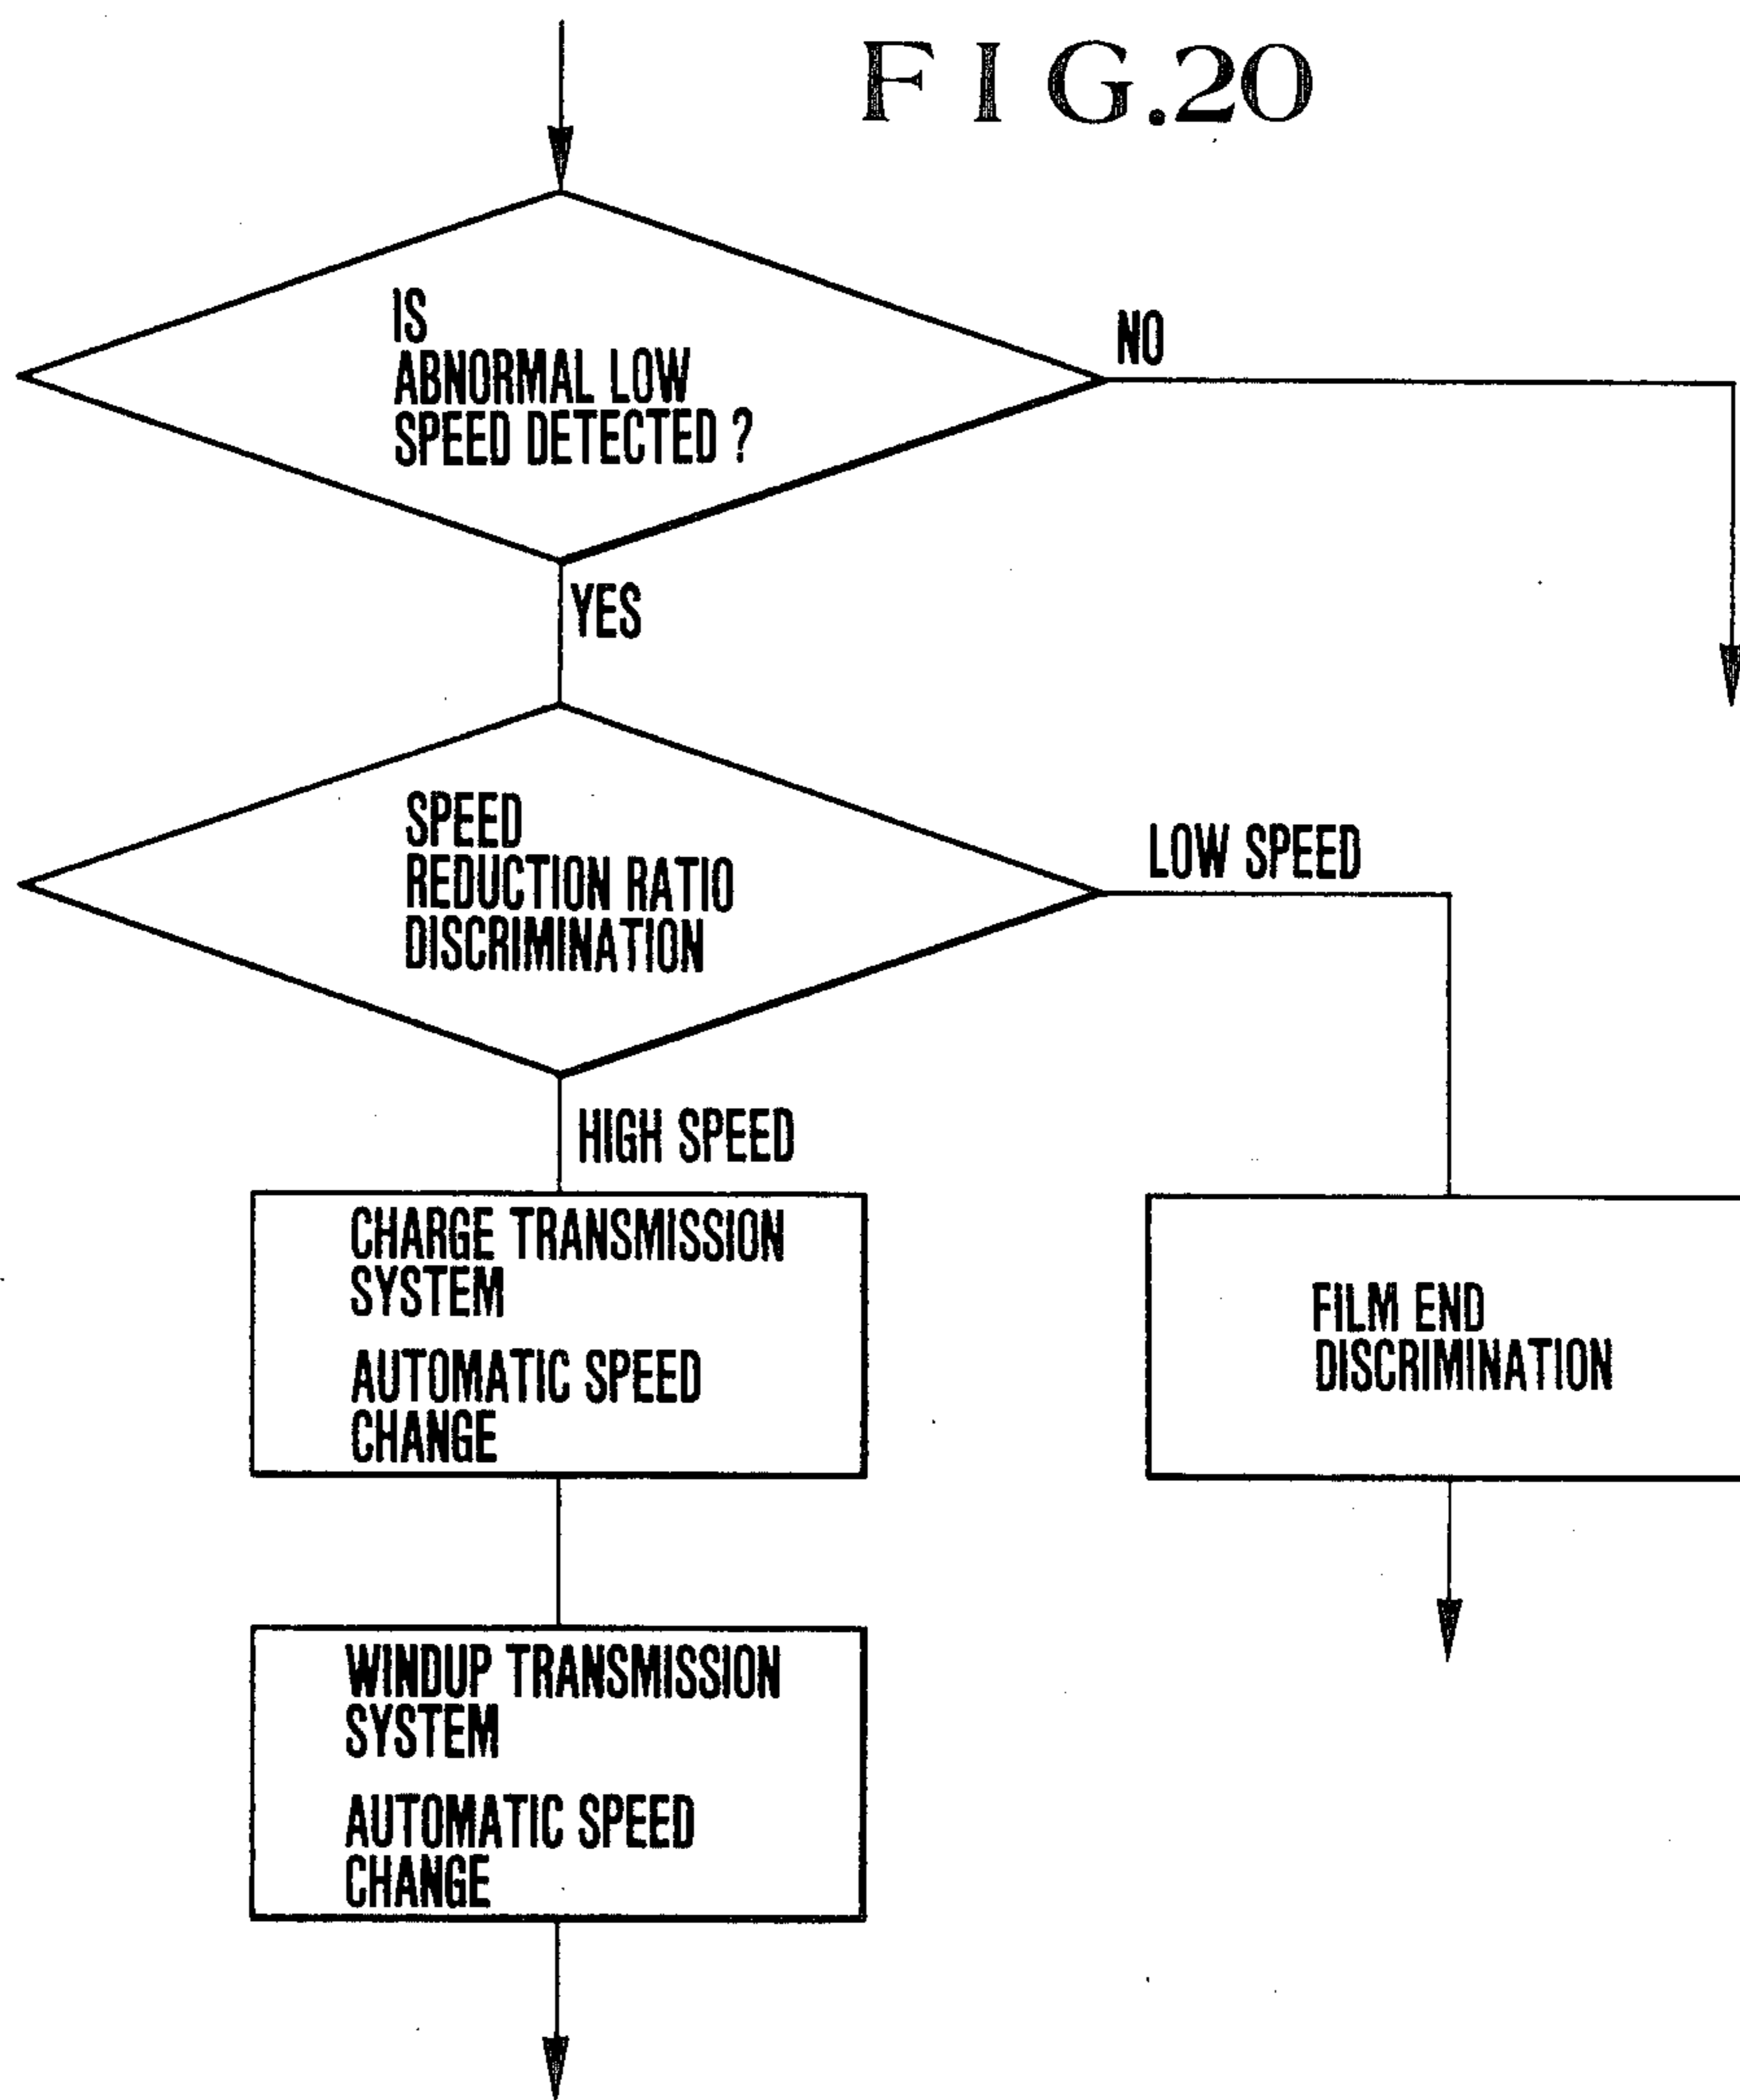 FIG.20
IS
ABNORMAL LOW
SPEED DETECTED ?
NO
YES
SPEED
REDUCTION RATIO
DISCRIMINATION
LOW SPEED
HIGH SPEED
CHARGE TRANSMISSION
SYSTEM
AUTOMATIC SPEED
CHANGE
FILM END
DISCRIMINATION
WINDUP TRANSMISSION
SYSTEM
AUTOMATIC SPEED
CHANGE